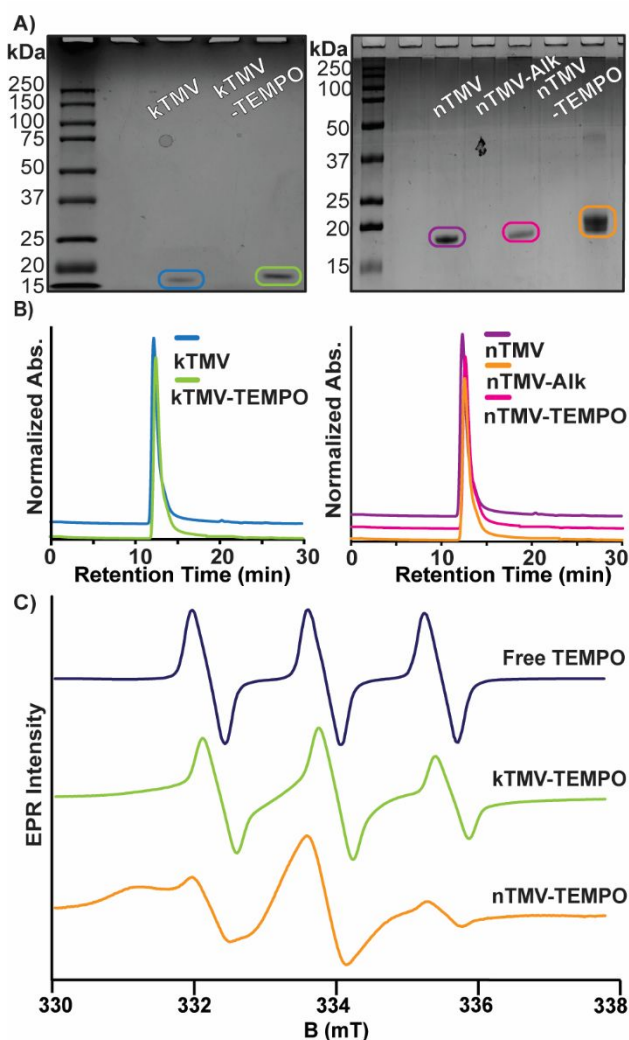 A)
kDa
250
150
100
75
50
37
25
20
15
kTMV
kTMV
-TEMPO
kDa
250
150
100
50
37
25
20
15
nTMV
nTMV-Alk
nTMV
-TEMPO
B)
Normalized Abs.
kTMV
kTMV-TEMPO
0 10 20 30
Retention Time (min)
Normalized Abs.
nTMV
nTMV-Alk
nTMV-TEMPO
0 10 20 30
Retention Time (min)
C)
EPR Intensity
Free TEMPO
kTMV-TEMPO
nTMV-TEMPO
330 332 334 336 338
B (mT)